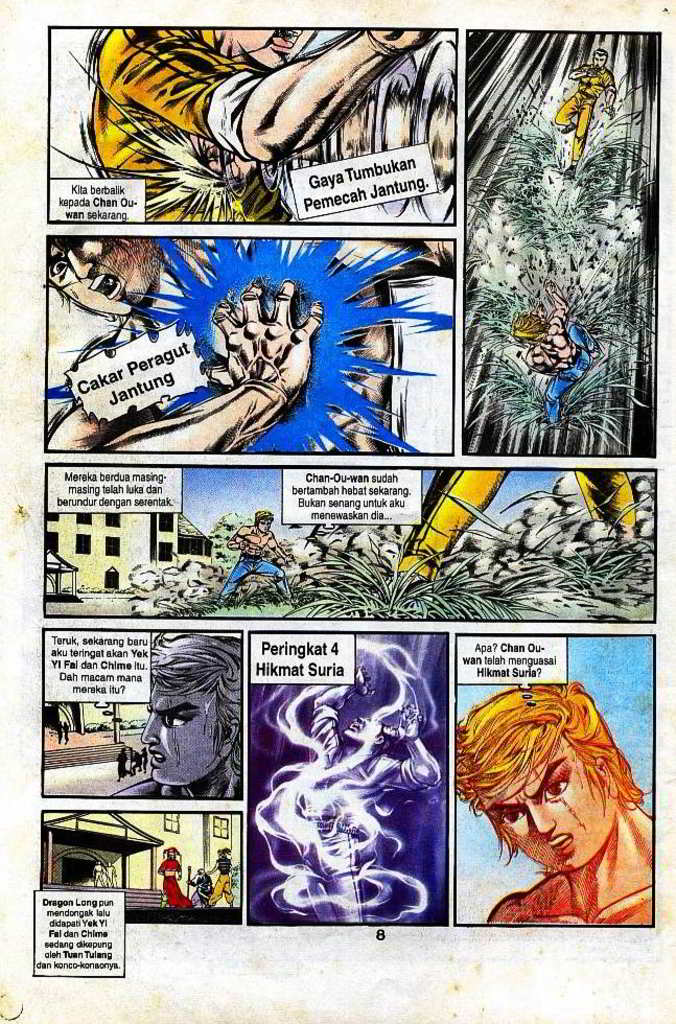 Kita berbalik
kepada Chan Ou-
wan sekarang.
Gaya Tumbukan
Pemecah Jantung.
Cakar Peragut
Jantung
Mereka berdua masing-
masing telah luka dan
berundur dengan serentak.
Chan-Ou-wan sudah
bertambah hebat sekarang.
Bukan senang untuk aku
menewaskan dia...
Teruk, sekarang baru
aku teringat akan Yek
Yi Fai dan Chime itu.
Dah macam mana
mereka itu?
Peringkat 4
Hikmat Suria
Apa? Chan Ou-
wan telah menguasai
Hikmat Suria?
Dragon Long pun
mendongak lalu
didapati Yek Yi
Fai dan Chime
sedang dikepung
oleh Tuan Tulang
dan konco-konconya.
8